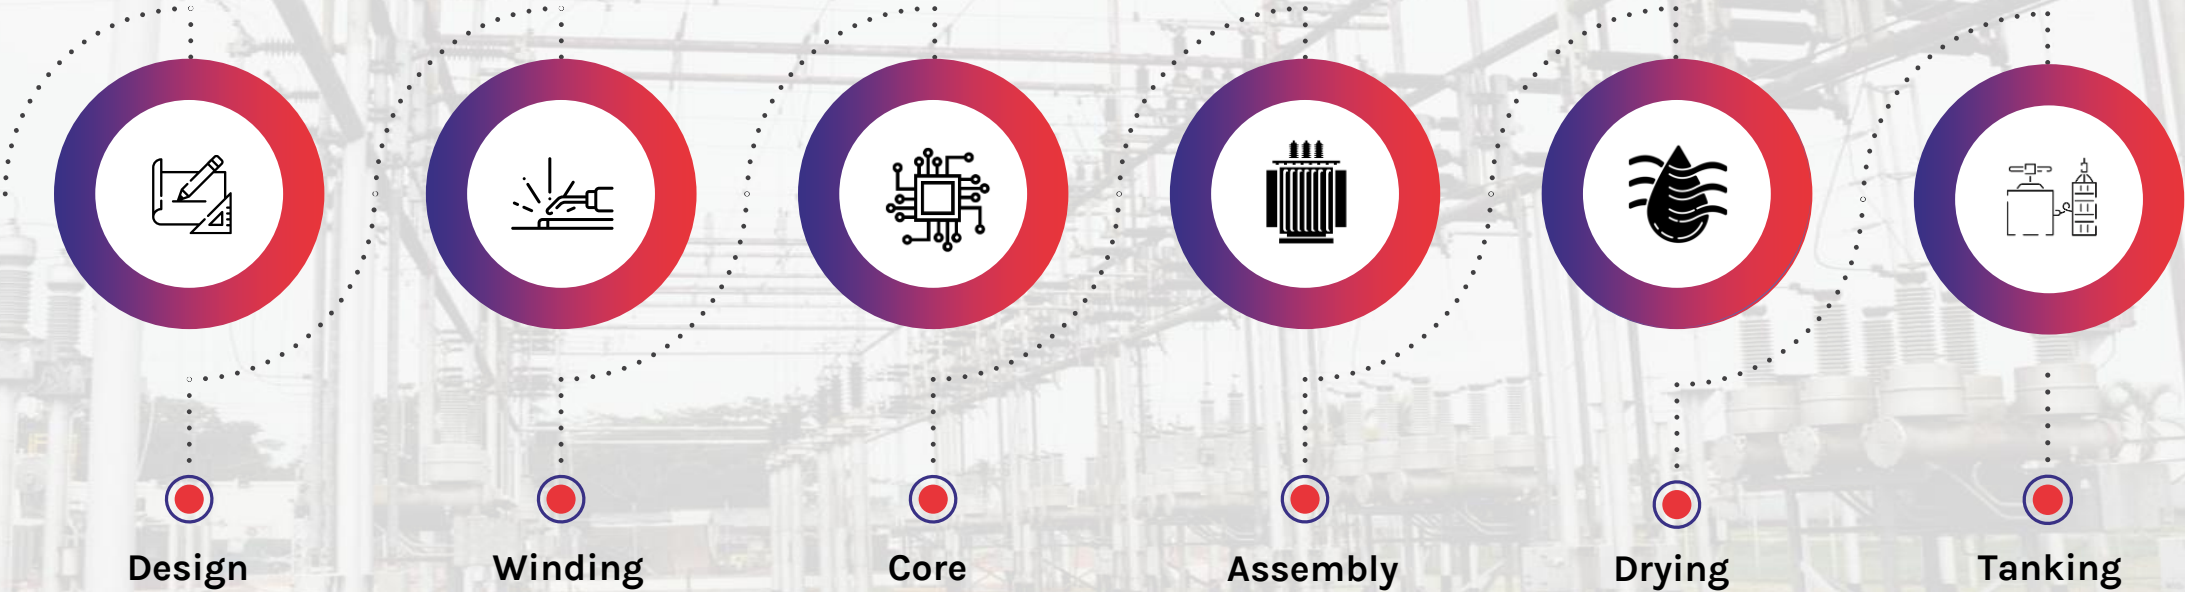 Design
Winding
Core
Assembly
Drying
Tanking